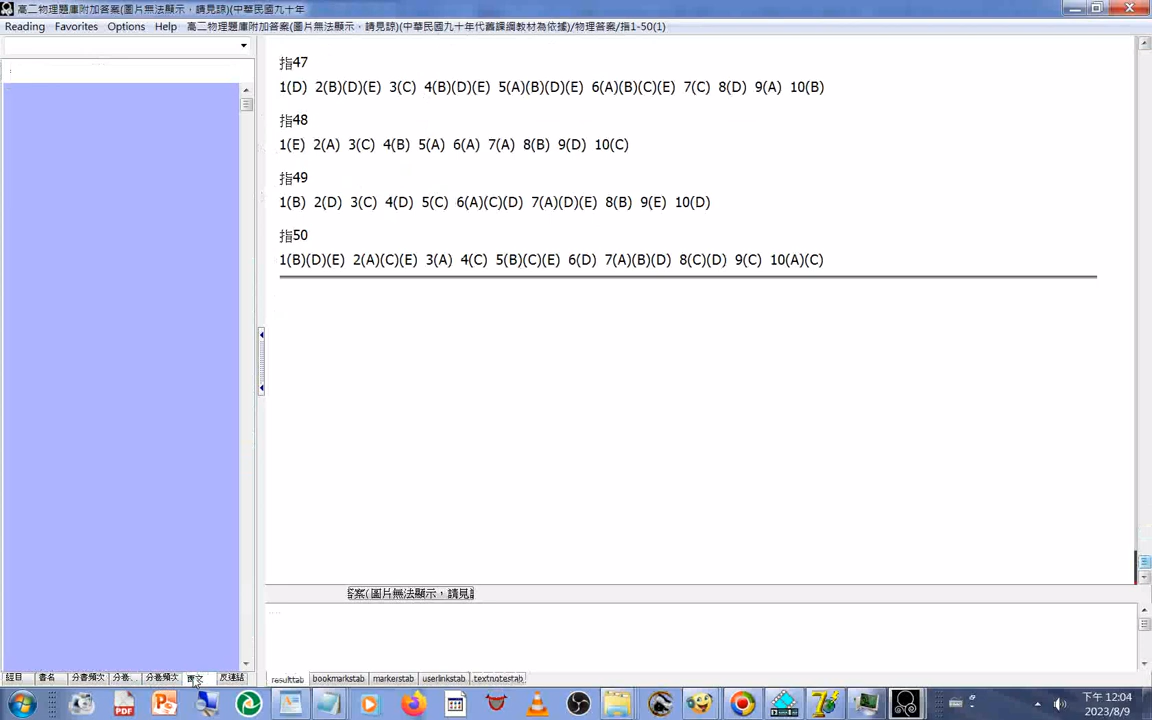 高二物理題庫附加答案(圖片無法顯示，請見諒)(中華民國九十年
Reading Favorites Options Help 高二物理題庫附加答案(圖片無法顯示，請見諒)(中華民國九十年代舊課綱教材為依據)/物理答案/指1-50(1)
指47
1(D) 2(B)(D)(E) 3(C) 4(B)(D)(E) 5(A)(B)(D)(E) 6(A)(B)(C)(E) 7(C) 8(D) 9(A) 10(B)
指48
1(E) 2(A) 3(C) 4(B) 5(A) 6(A) 7(A) 8(B) 9(D) 10(C)
指49
1(B) 2(D) 3(C) 4(D) 5(C) 6(A)(C)(D) 7(A)(D)(E) 8(B) 9(E) 10(D)
指50
1(B)(D)(E) 2(A)(C)(E) 3(A) 4(C) 5(B)(C)(E) 6(D) 7(A)(B)(D) 8(C)(D) 9(C) 10(A)(C)
答案(圖片無法顯示，請見
經目 書名 分書頻次 分卷... 分卷頻次 反連結 resulttab bookmarkstab markerstab userlinkstab textnotestab
下午 12:04
2023/8/9